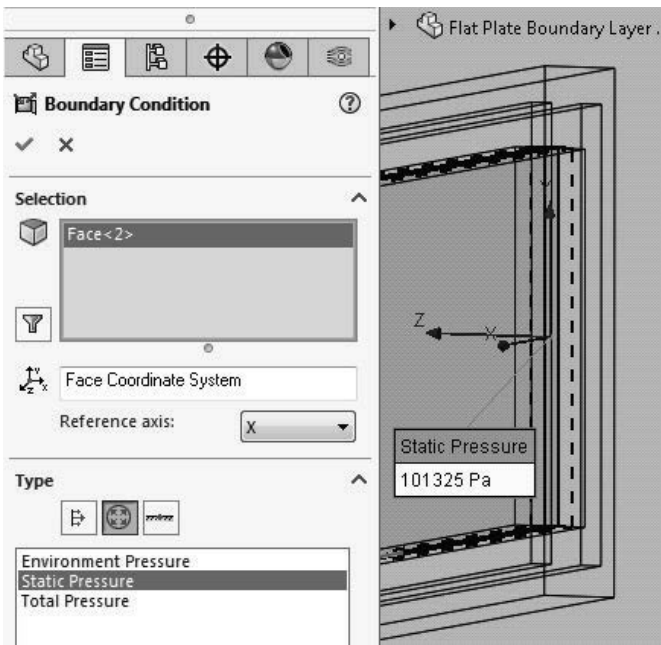 Flat Plate Boundary Layer .
Boundary Condition
Selection
Face<2>
Face Coordinate System
Reference axis:
X
Type
Environment Pressure
Static Pressure
Total Pressure
Y
Z
X
Static Pressure
101325 Pa